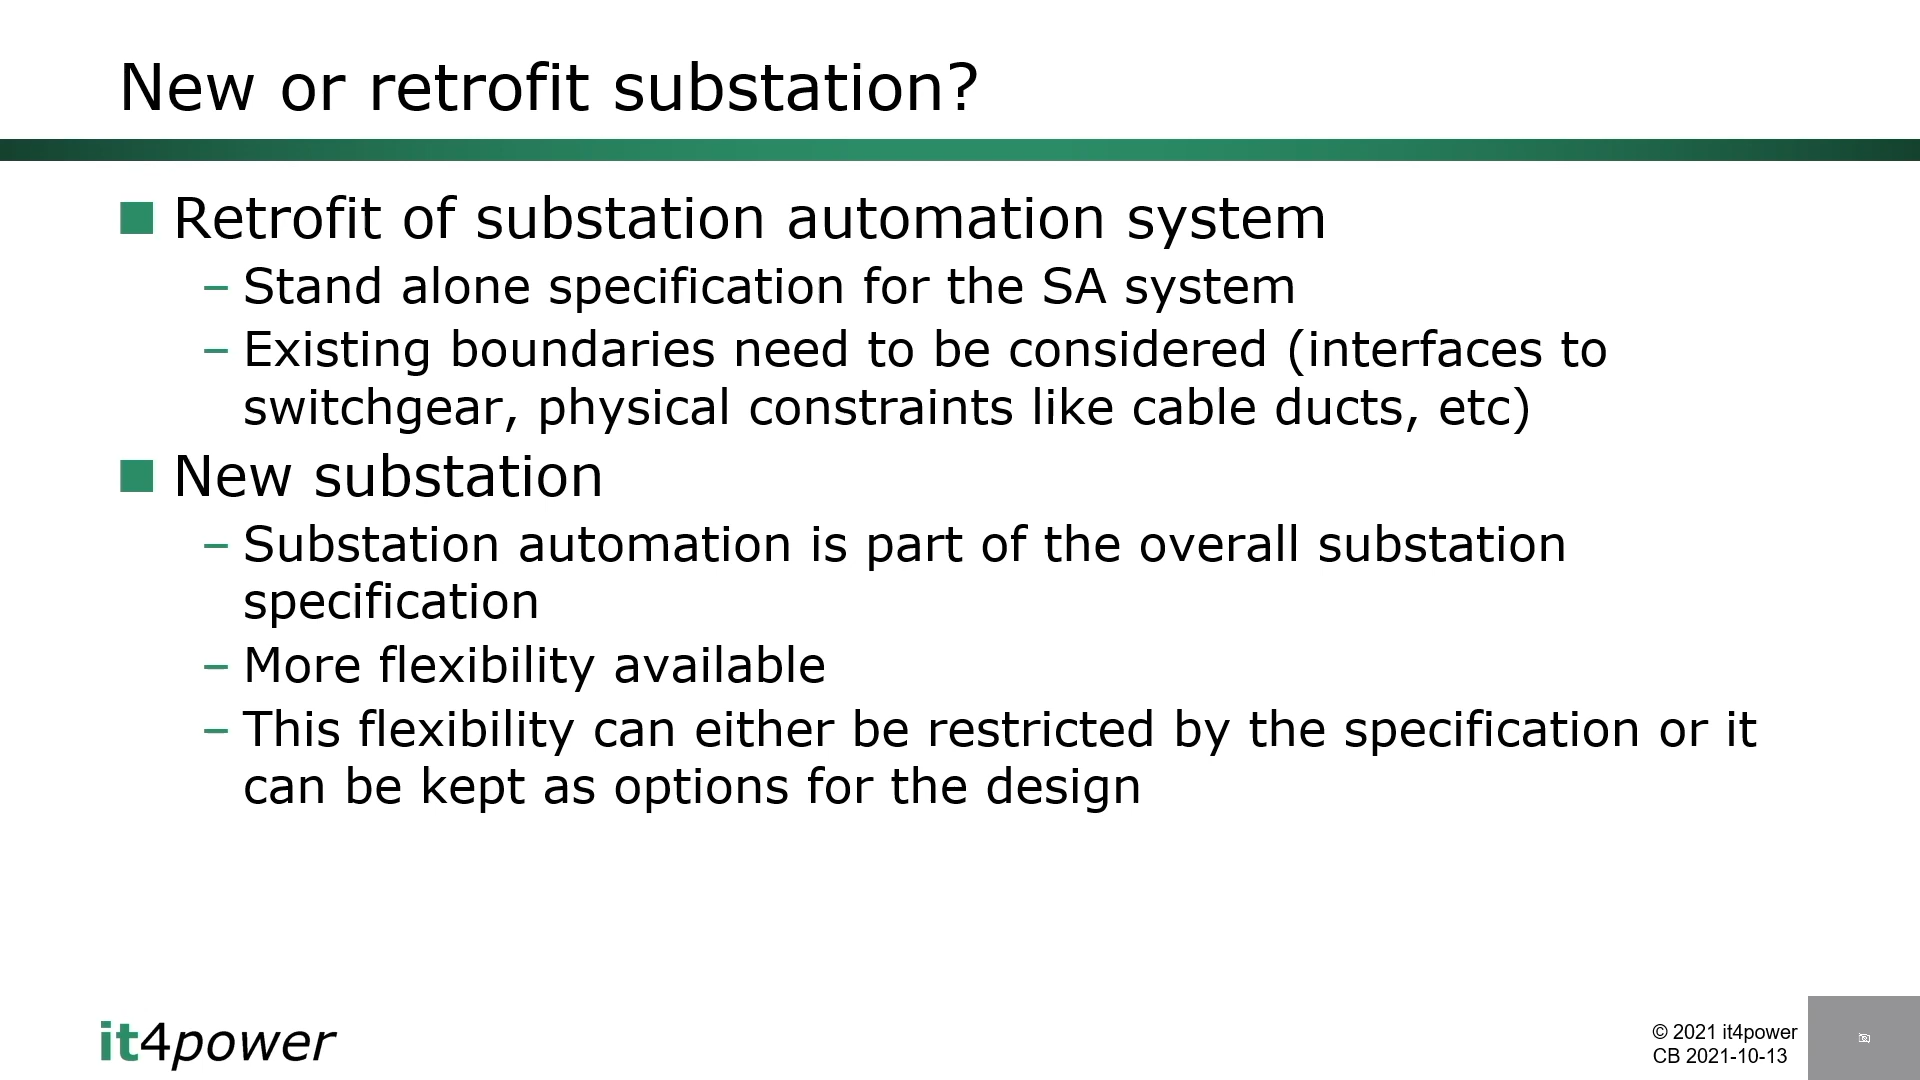 New or retrofit substation?
Retrofit of substation automation system
– Stand alone specification for the SA system
– Existing boundaries need to be considered (interfaces to
switchgear, physical constraints like cable ducts, etc)
New substation
– Substation automation is part of the overall substation
specification
– More flexibility available
– This flexibility can either be restricted by the specification or it
can be kept as options for the design
it4power
© 2021 it4power
CB 2021-10-13